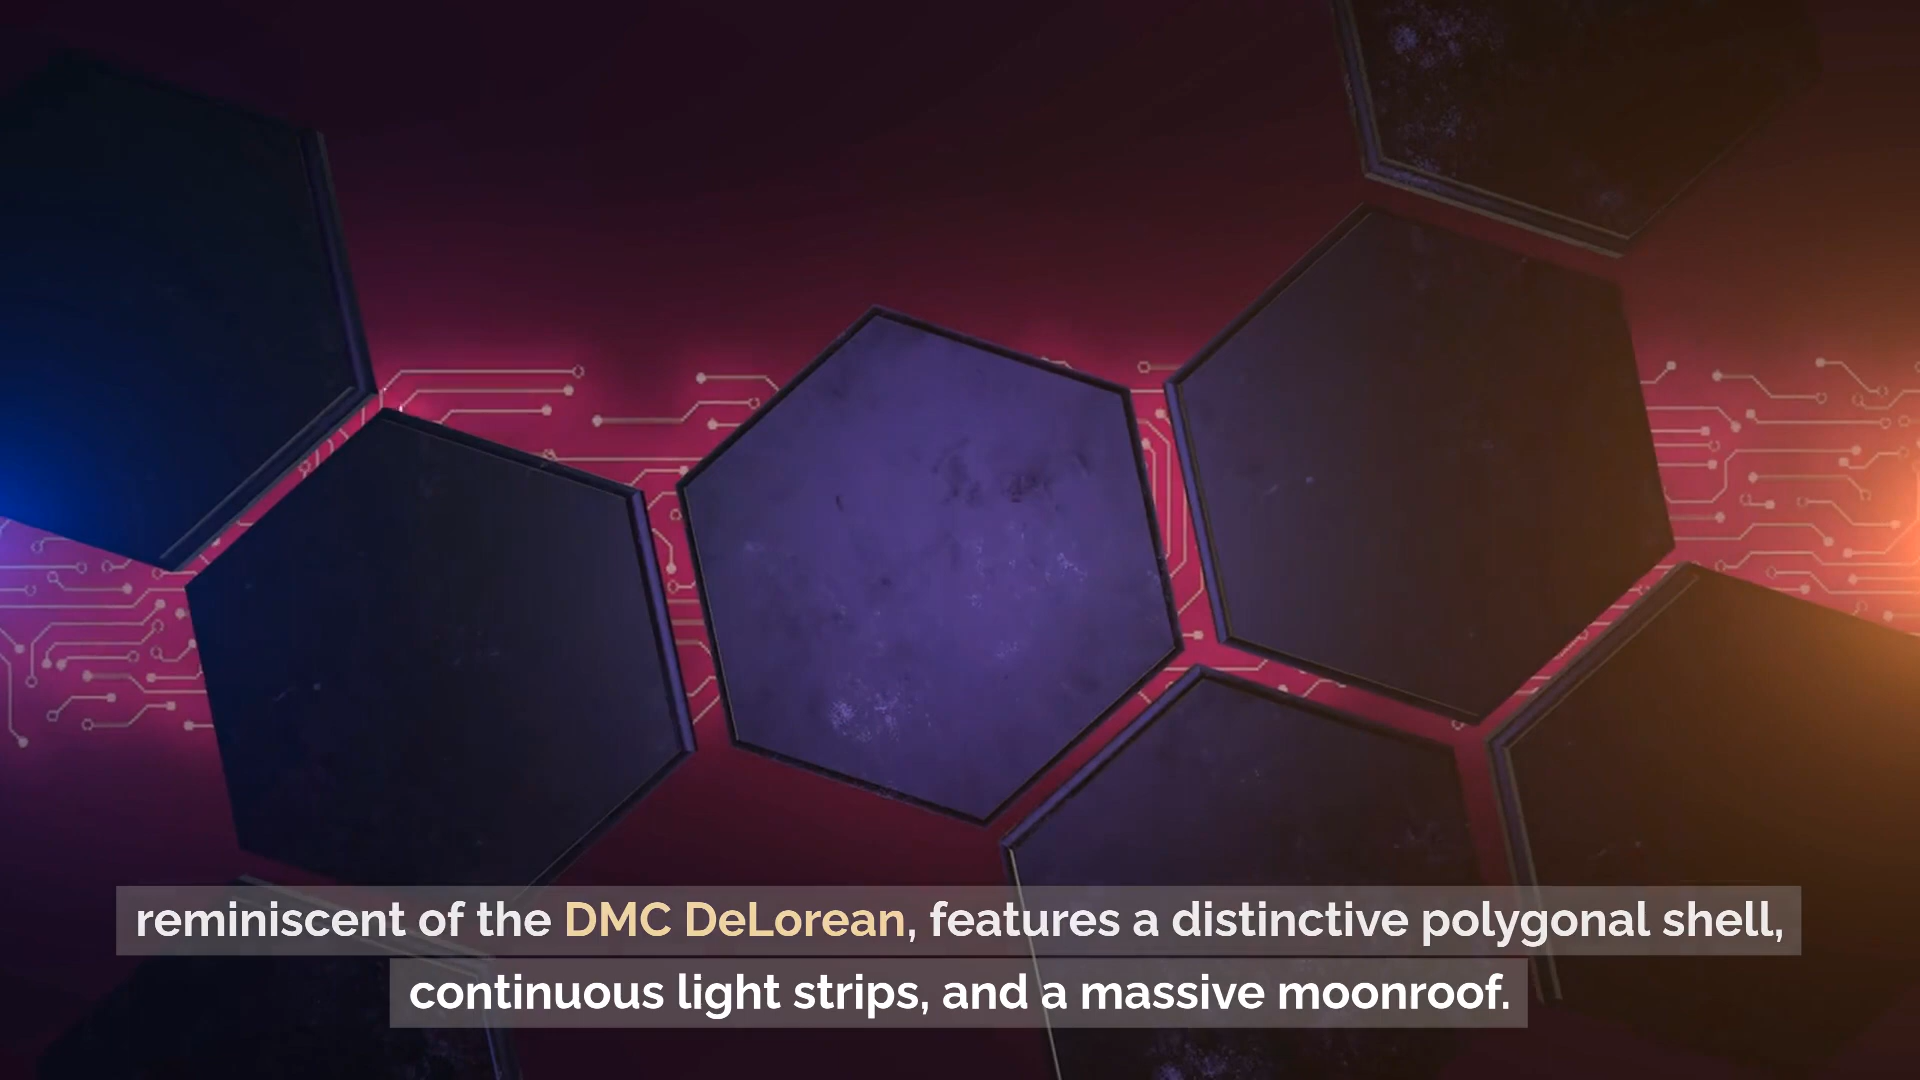 reminiscent of the DMC DeLorean, features a distinctive polygonal shell,
continuous light strips, and a massive moonroof.